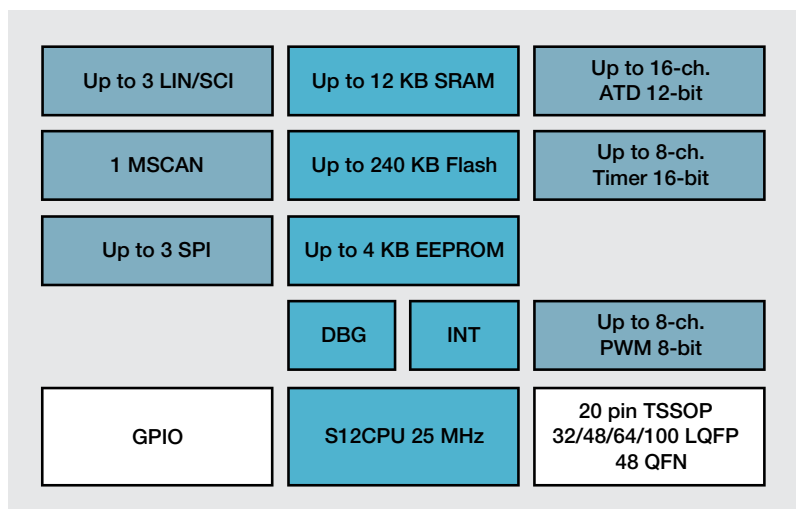 Up to 3 LIN/SCI
Up to 12 KB SRAM
Up to 16-ch.
ATD 12-bit
1 MSCAN
Up to 240 KB Flash
Up to 8-ch.
Timer 16-bit
Up to 3 SPI
Up to 4 KB EEPROM
DBG
INT
Up to 8-ch.
PWM 8-bit
GPIO
S12CPU 25 MHz
20 pin TSSOP
32/48/64/100 LQFP
48 QFN